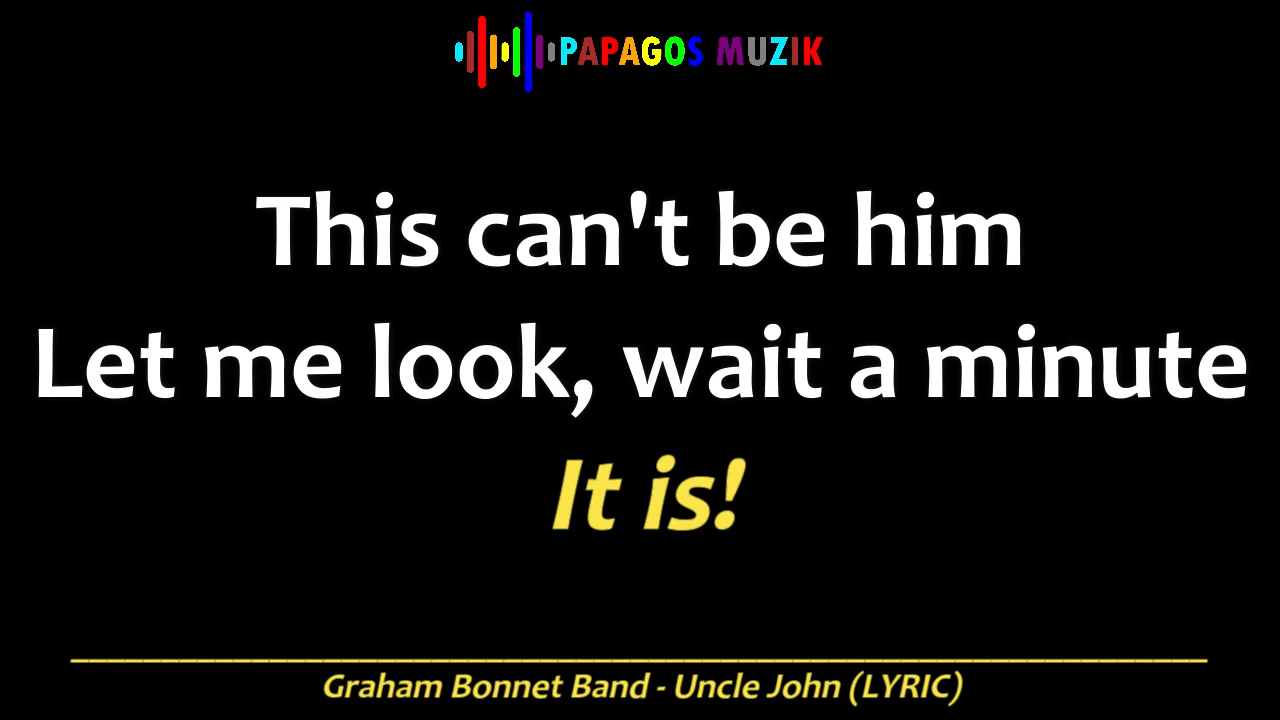 PAPAGOS MUZIK
This can't be him
Let me look, wait a minute
It is!
Graham Bonnet Band - Uncle John (LYRIC)